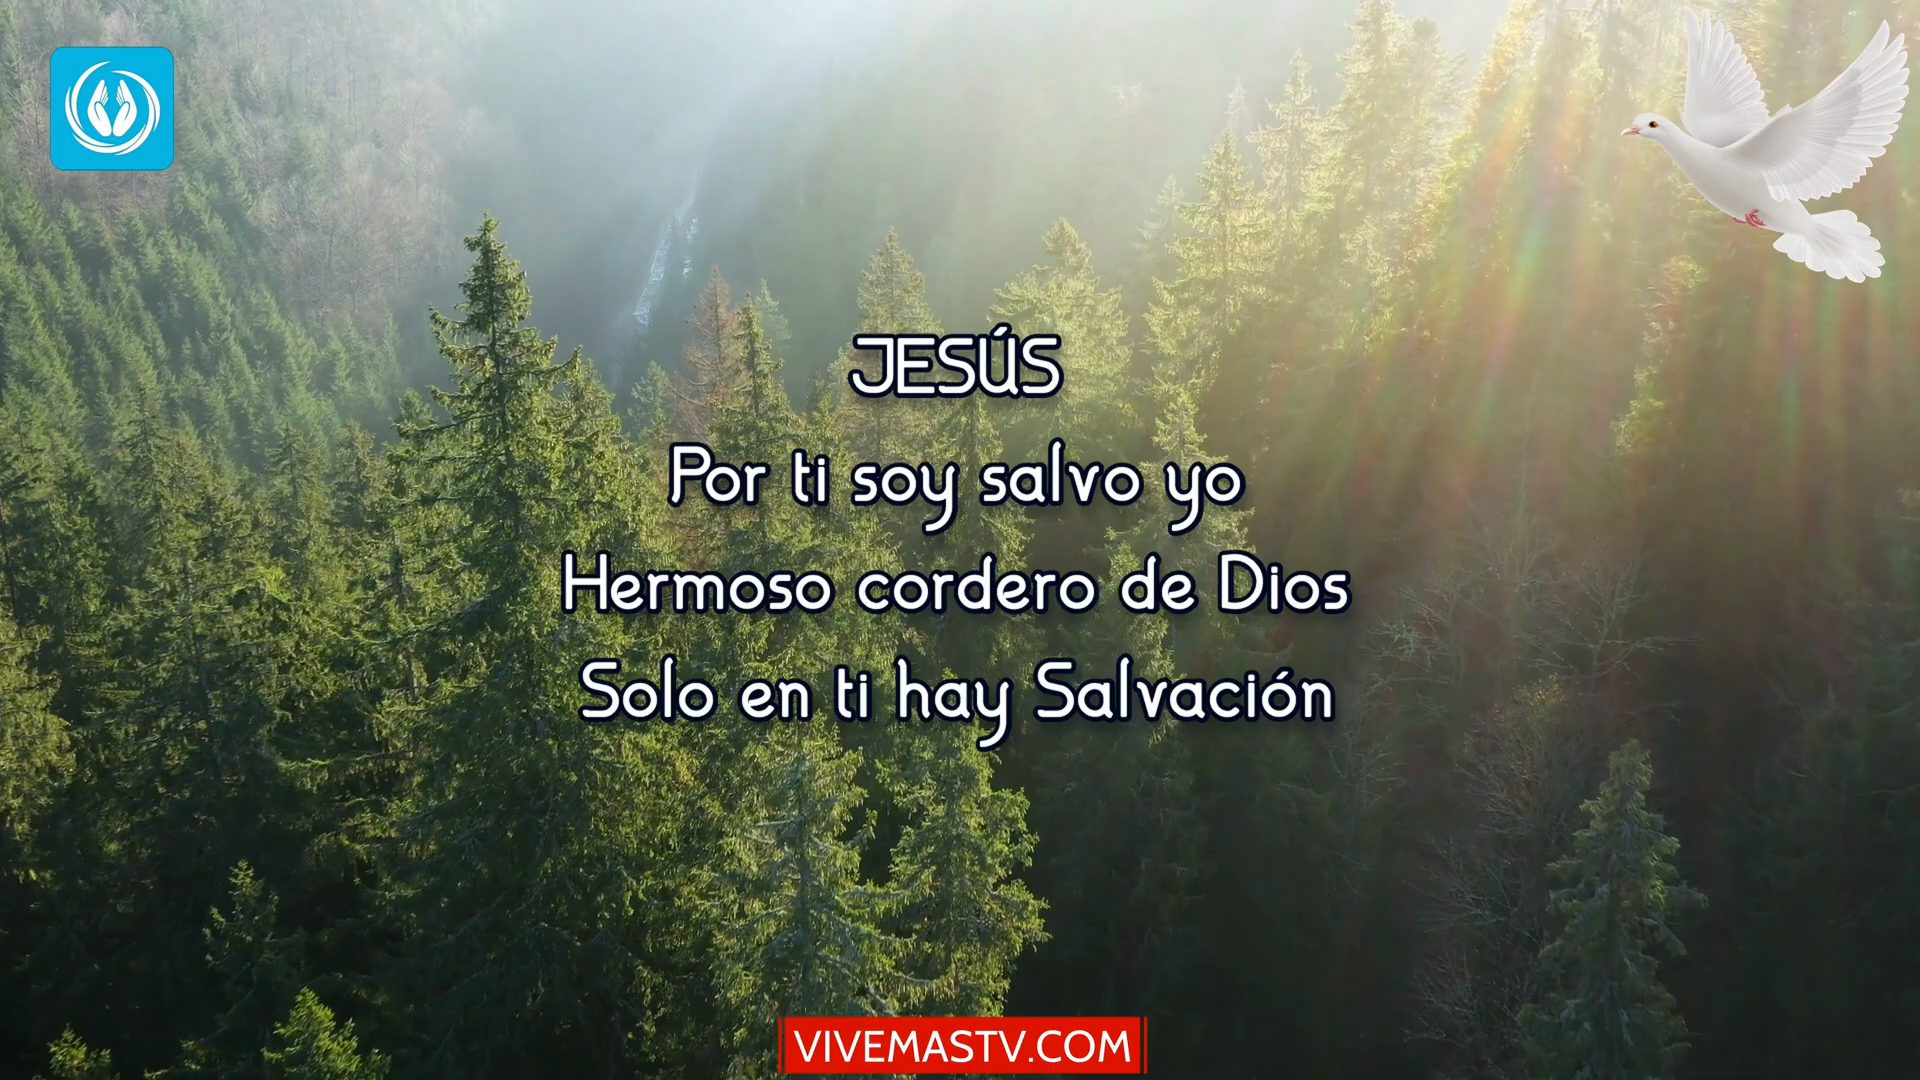 JESÚS
Por ti soy salvo yo
Hermoso cordero de Dios
Solo en ti hay Salvación
VIVEMASTV.COM